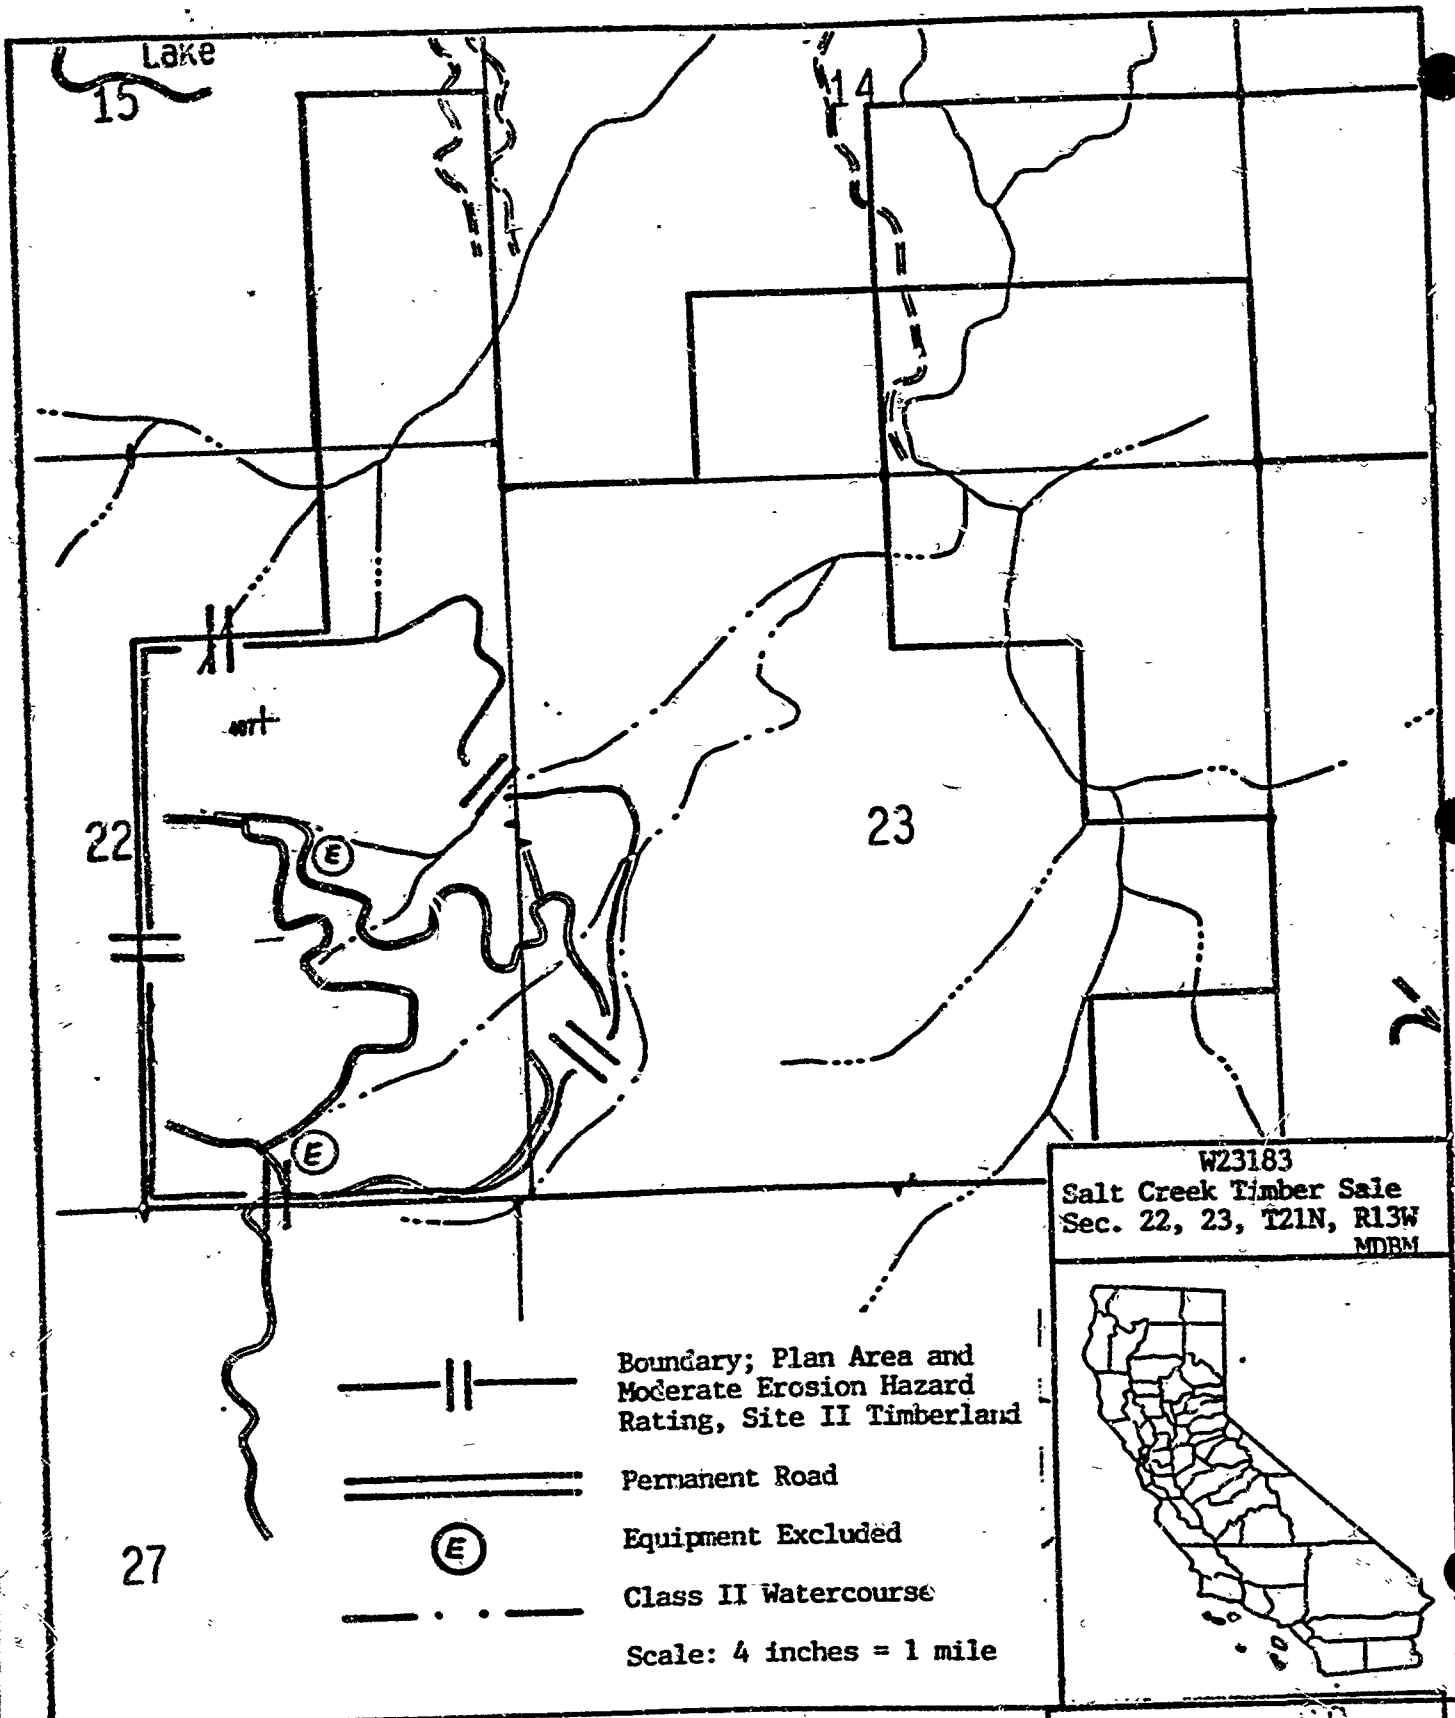 Lake
15
14
407
22
23
E
E
W23183
Salt Creek Timber Sale
Sec. 22, 23, T21N, R13W
MDBM
Boundary; Plan Area and
Moderate Erosion Hazard
Rating, Site II Timberland
Permanent Road
E
Equipment Excluded
Class II Watercourse
Scale: 4 inches = 1 mile
27